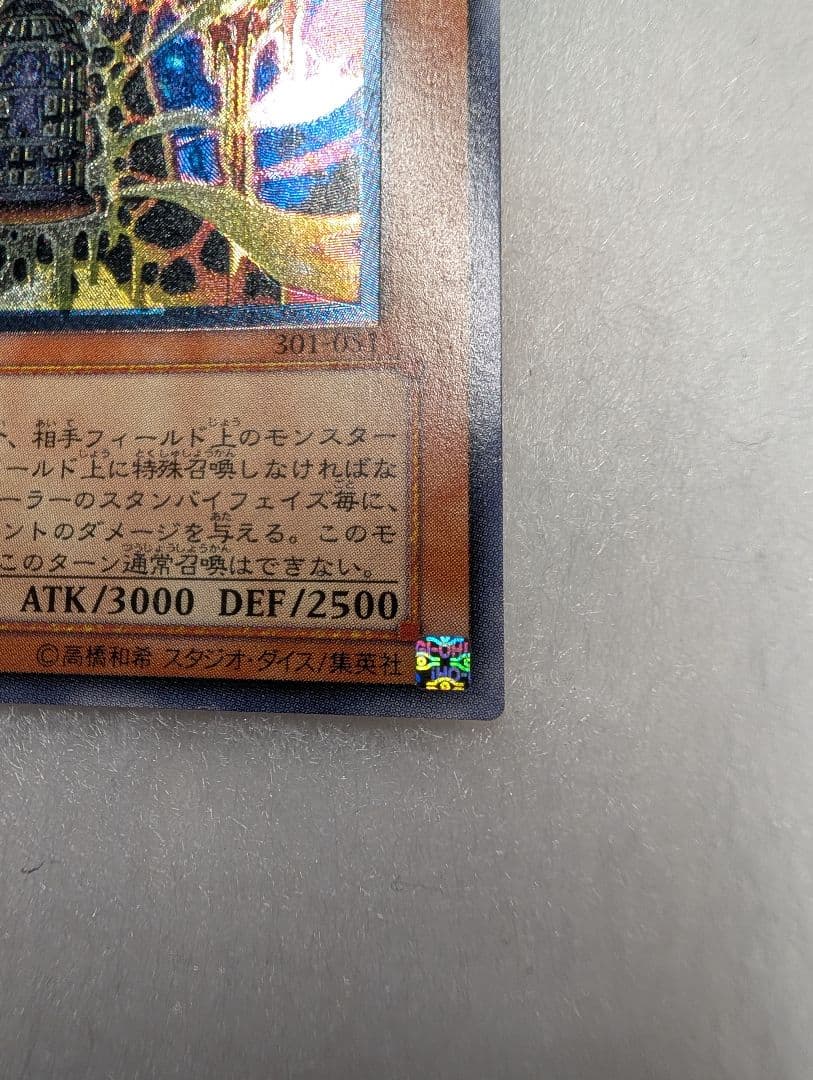 301-051
、相手フィールド上のモンスター
ールド上に特殊召喚しなければな
ーラーのスタンバイフェイズ毎に、
ントのダメージを与える。このモ
このターン通常召喚はできない。
ATK/3000 DEF/2500
©高橋和希 スタジオ・ダイス/集英社